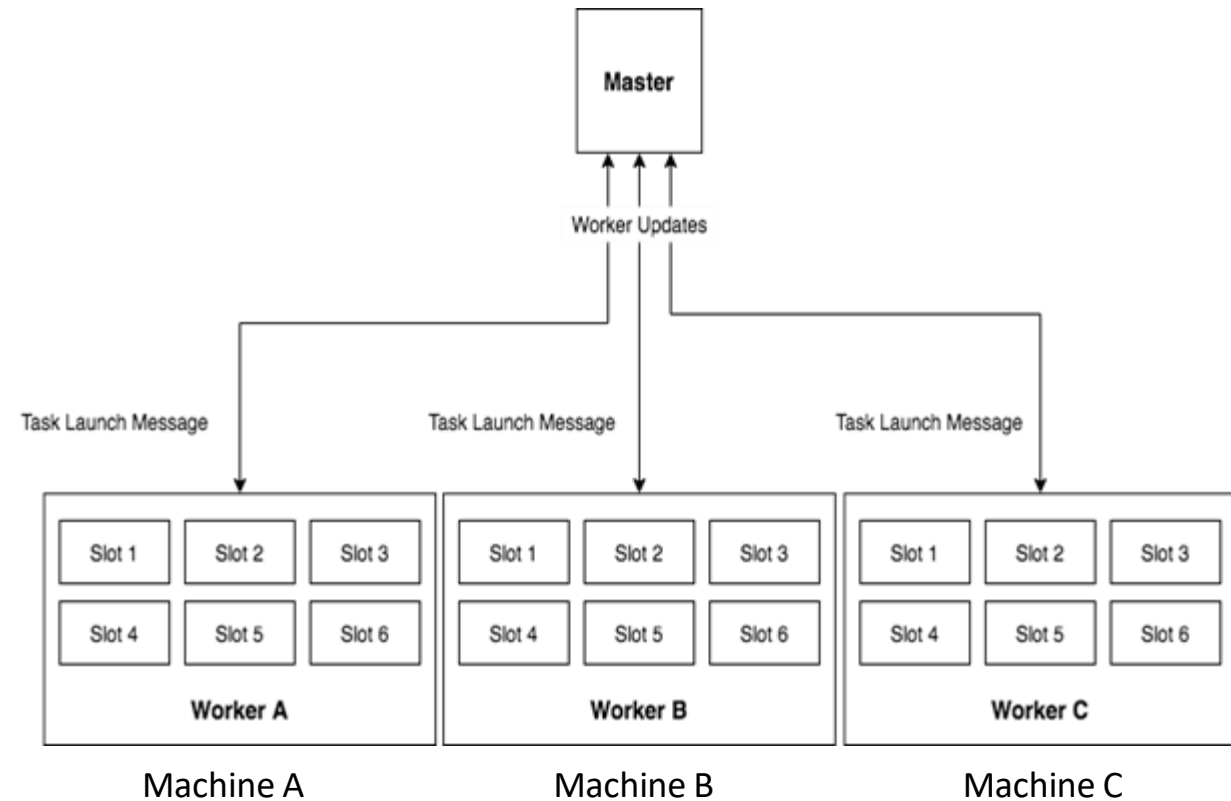 Master
Worker Updates
Task Launch Message
Task Launch Message
Task Launch Message
Slot 1 Slot 2 Slot 3
Slot 4 Slot 5 Slot 6
Worker A
Slot 1 Slot 2 Slot 3
Slot 4 Slot 5 Slot 6
Worker B
Slot 1 Slot 2 Slot 3
Slot 4 Slot 5 Slot 6
Worker C
Machine A
Machine B
Machine C